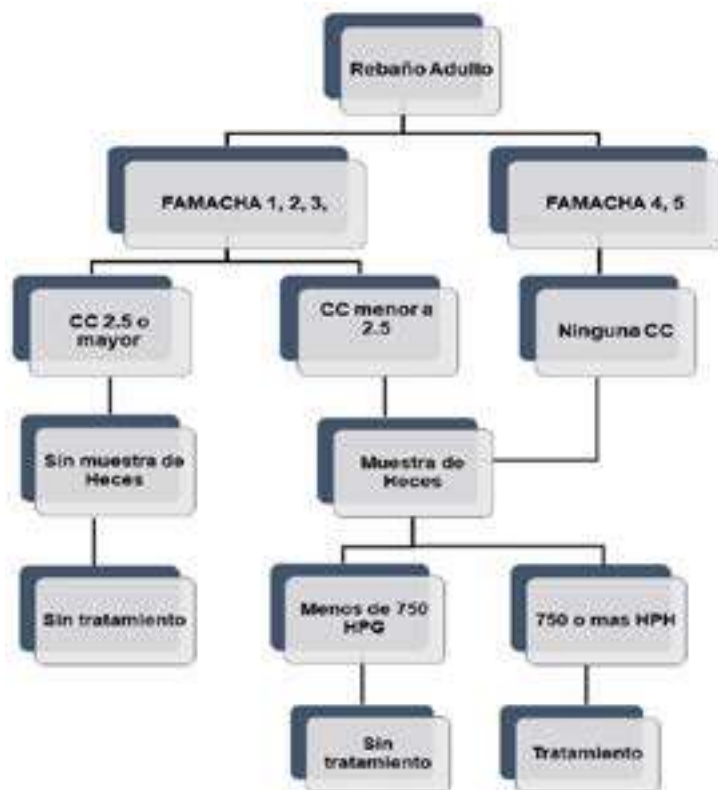 Rebaño Adulto
FAMACHA 1, 2, 3,
FAMACHA 4, 5
CC 2.5 o
mayor
CC menor a
2.5
Ninguna CC
Sin muestra de
Heces
Muestra de
Heces
Sin tratamiento
Menos de 750
HPG
750 o mas HPH
Sin
tratamiento
Tratamiento